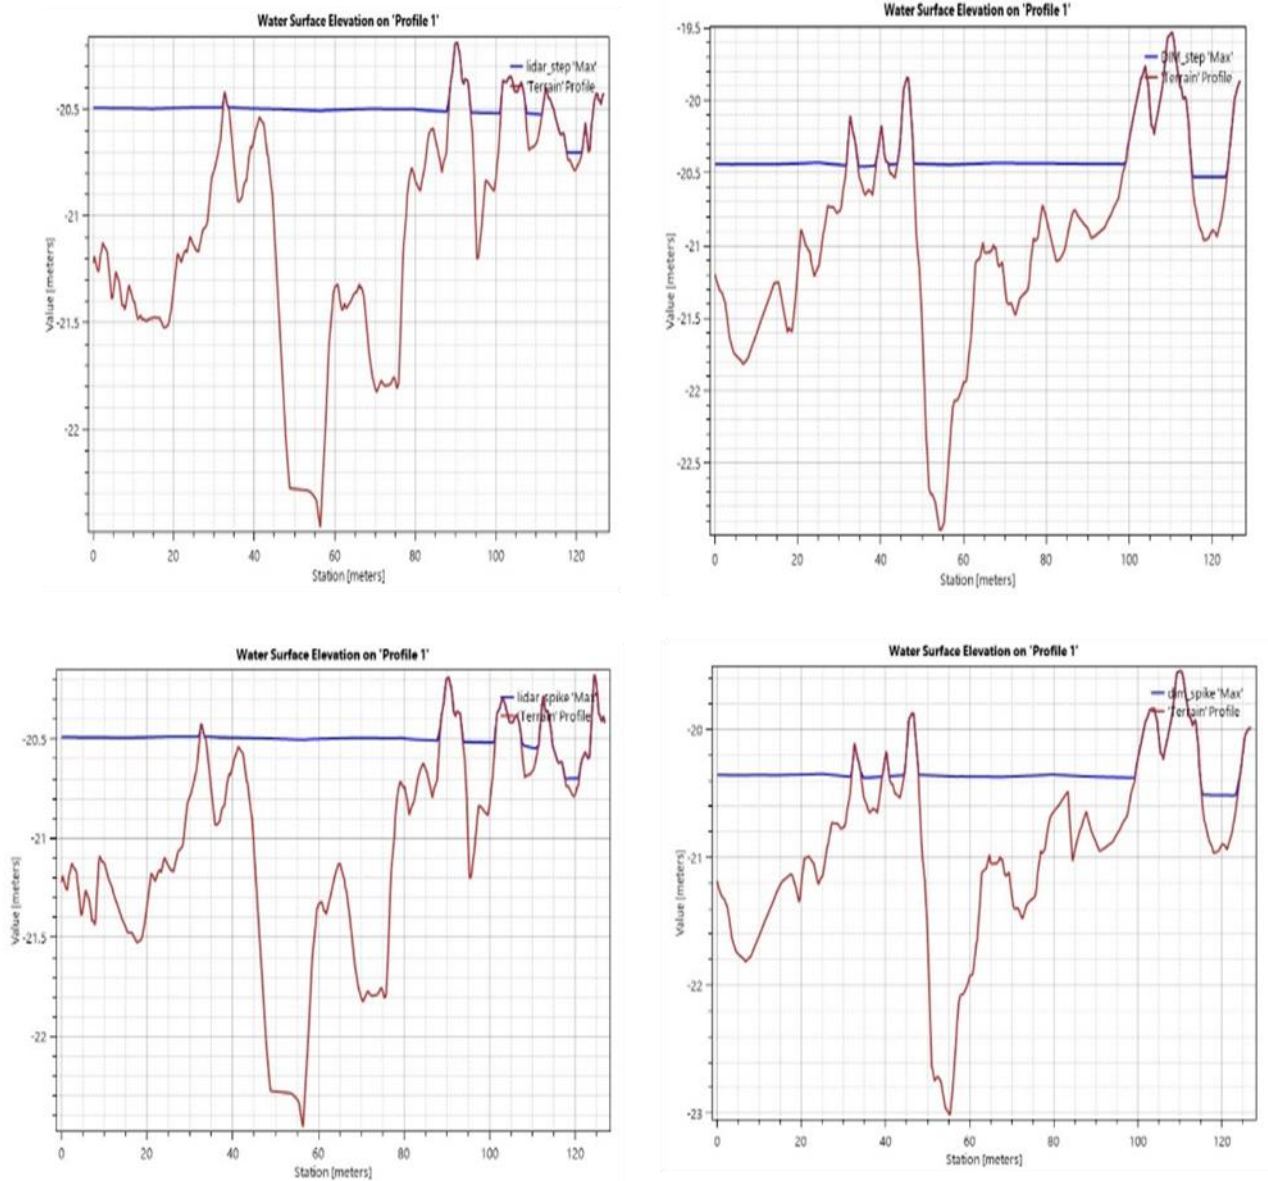 Water Surface Elevation on 'Profile 1'
lidar_step 'Max'
'Terrain' Profile
-20.5
-21
-21.5
-22
Value [meters]
0 20 40 60 80 100 120
Station [meters]
Water Surface Elevation on 'Profile 1'
DIM_step 'Max'
'Terrain' Profile
-19.5
-20
-20.5
-21
-21.5
-22
-22.5
Value [meters]
0 20 40 60 80 100 120
Station [meters]
Water Surface Elevation on 'Profile 1'
lidar_spike 'Max'
'Terrain' Profile
-20.5
-21
-21.5
-22
Value [meters]
0 20 40 60 80 100 120
Station [meters]
Water Surface Elevation on 'Profile 1'
dim_spike 'Max'
'Terrain' Profile
-20
-21
-22
-23
Value [meters]
0 20 40 60 80 100 120
Station [meters]